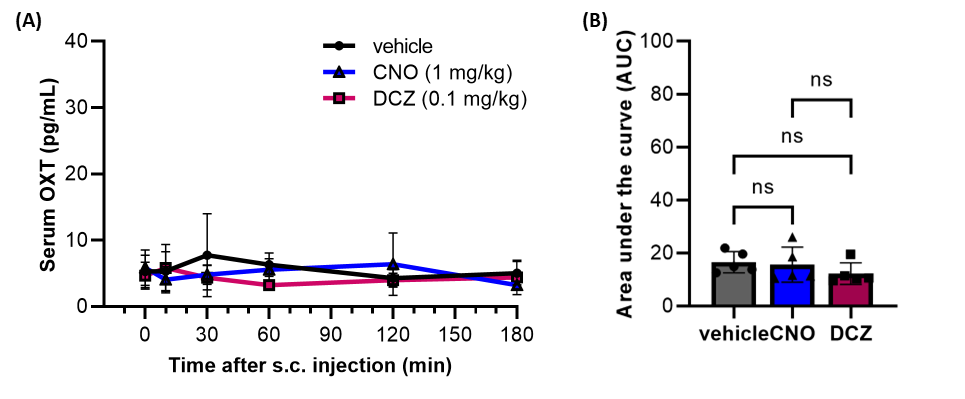 (A)
Serum OXT (pg/mL)
40
30
20
10
0
vehicle
CNO (1 mg/kg)
DCZ (0.1 mg/kg)
0 30 60 90 120 150 180
Time after s.c. injection (min)
(B)
Area under the curve (AUC)
100
80
60
40
20
0
ns
ns
ns
vehicle CNO DCZ